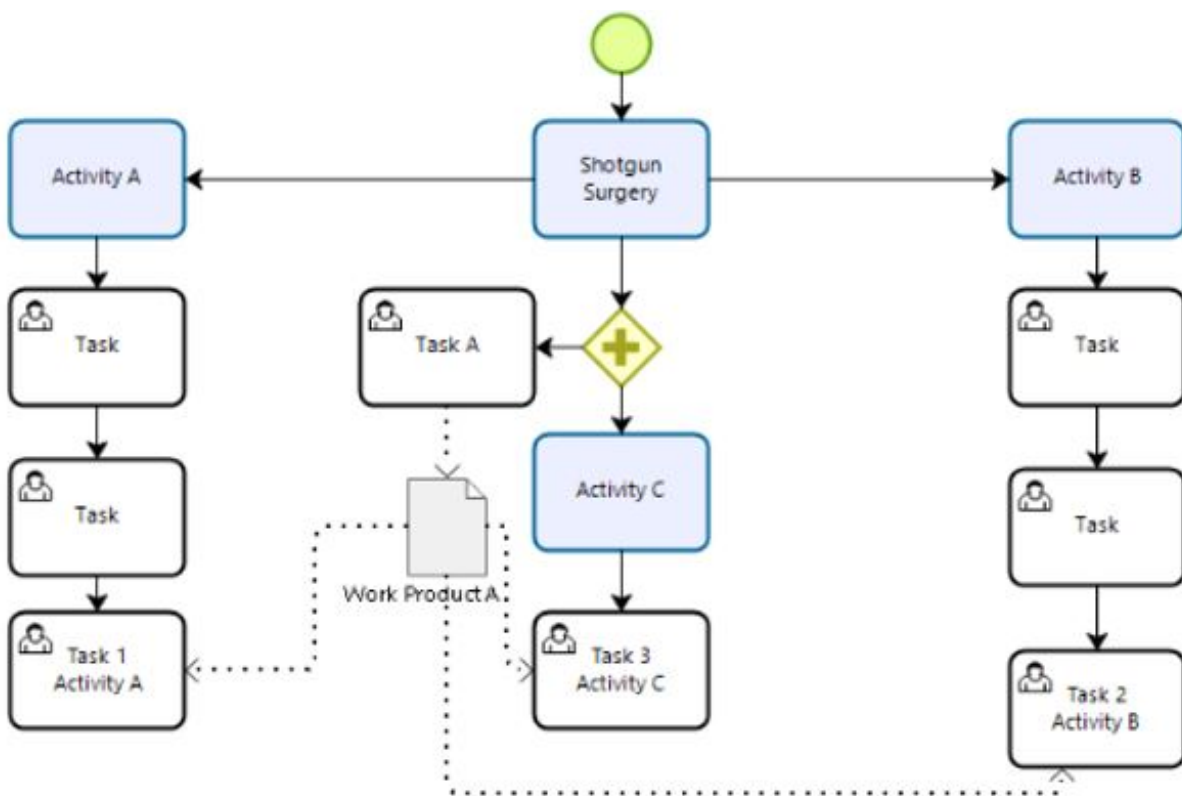 Activity A
Shotgun
Surgery
Activity B
Task
Task A
Task
Task
Activity C
Task
Work Product A
Task 1
Activity A
Task 3
Activity C
Task 2
Activity B